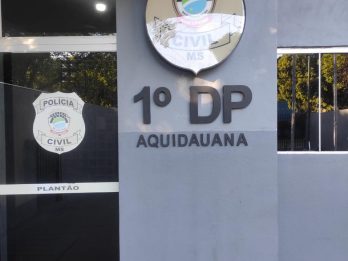 CIVIL
MS
1º DP
AQUIDAUANA
POLÍCIA
CIVIL
MS
PLANTÃO